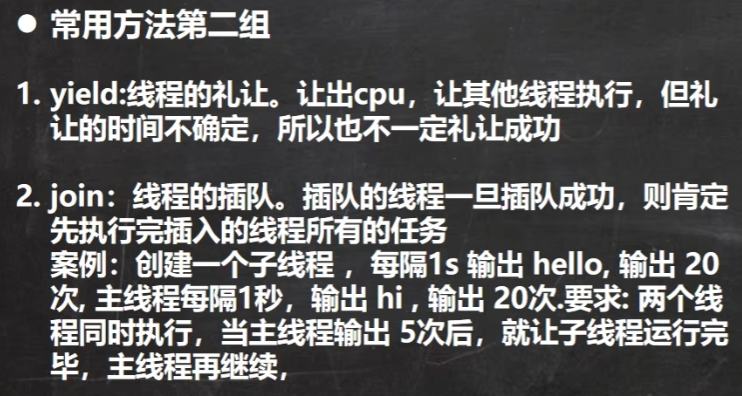 ● 常用方法第二组
1. yield:线程的礼让。让出cpu，让其他线程执行，但礼
让的时间不确定，所以也不一定礼让成功
2. join：线程的插队。插队的线程一旦插队成功，则肯定
先执行完插入的线程所有的任务
案例：创建一个子线程 ，每隔1s 输出 hello, 输出 20
次, 主线程每隔1秒，输出 hi , 输出 20次.要求: 两个线
程同时执行，当主线程输出 5次后，就让子线程运行完
毕，主线程再继续，